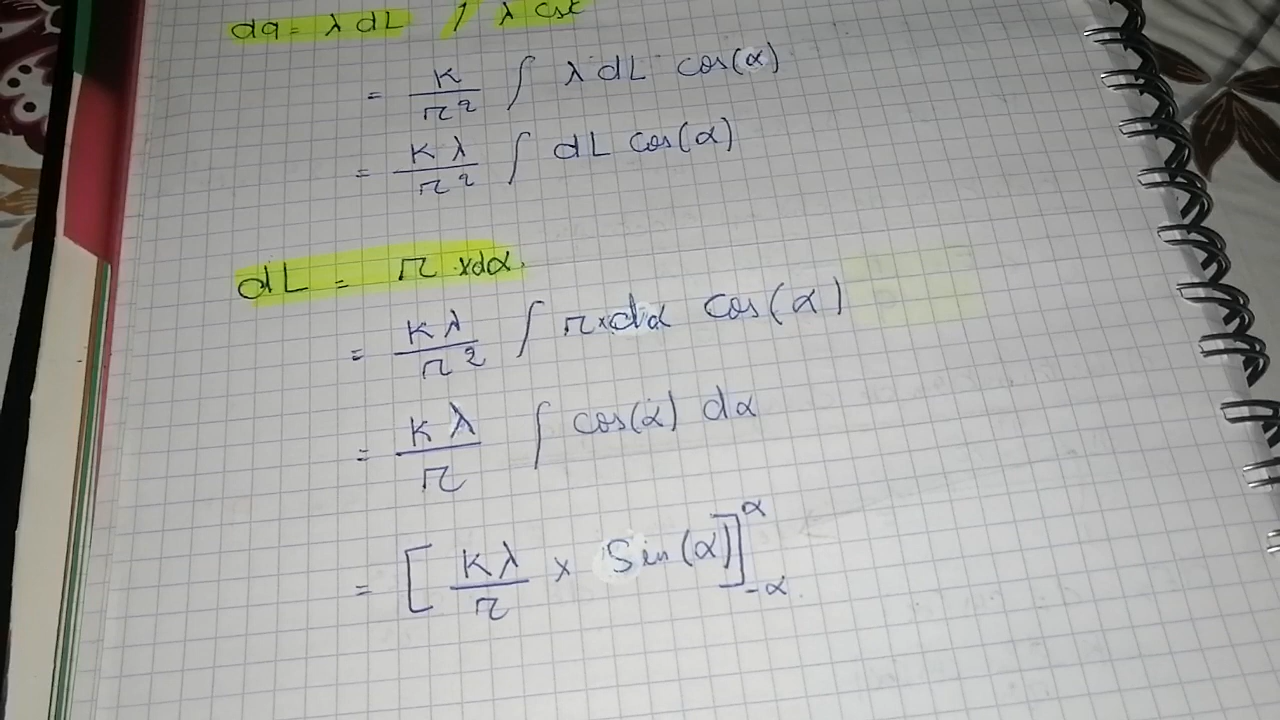 dq = λ dL / λ cst
= K/r² ∫ λ dL cos(α)
= Kλ/r² ∫ dL cos(α)
dL = r × dα.
= Kλ/r² ∫ r × dα cos(α)
= Kλ/r ∫ cos(α) dα
= [Kλ/r × Sin(α)]^α_-α.